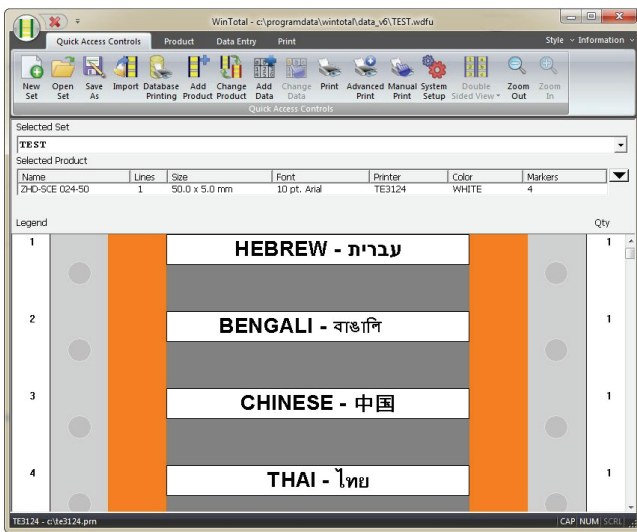 WinTotal - c:\programdata\wintotal\data_v6\TEST.wdfu
Quick Access Controls Product Data Entry Print Style Information
New Set Open Set Save As Import Database Printing Add Product Change Product Add Data Change Data Print Advanced Print Manual Print System Setup Double Sided View Zoom Out Zoom In
Quick Access Controls
Selected Set
TEST
Selected Product
Name Lines Size Font Printer Color Markers
ZHD-SCE 024-50 1 50.0 x 5.0 mm 10 pt. Arial TE3124 WHITE 4
Legend Qty
1 HEBREW - עברית 1
2 BENGALI - বাঙালি 1
3 CHINESE - 中国 1
4 THAI - ไทย 1
TE3124 - c:\te3124.prn CAP NUM SCRL